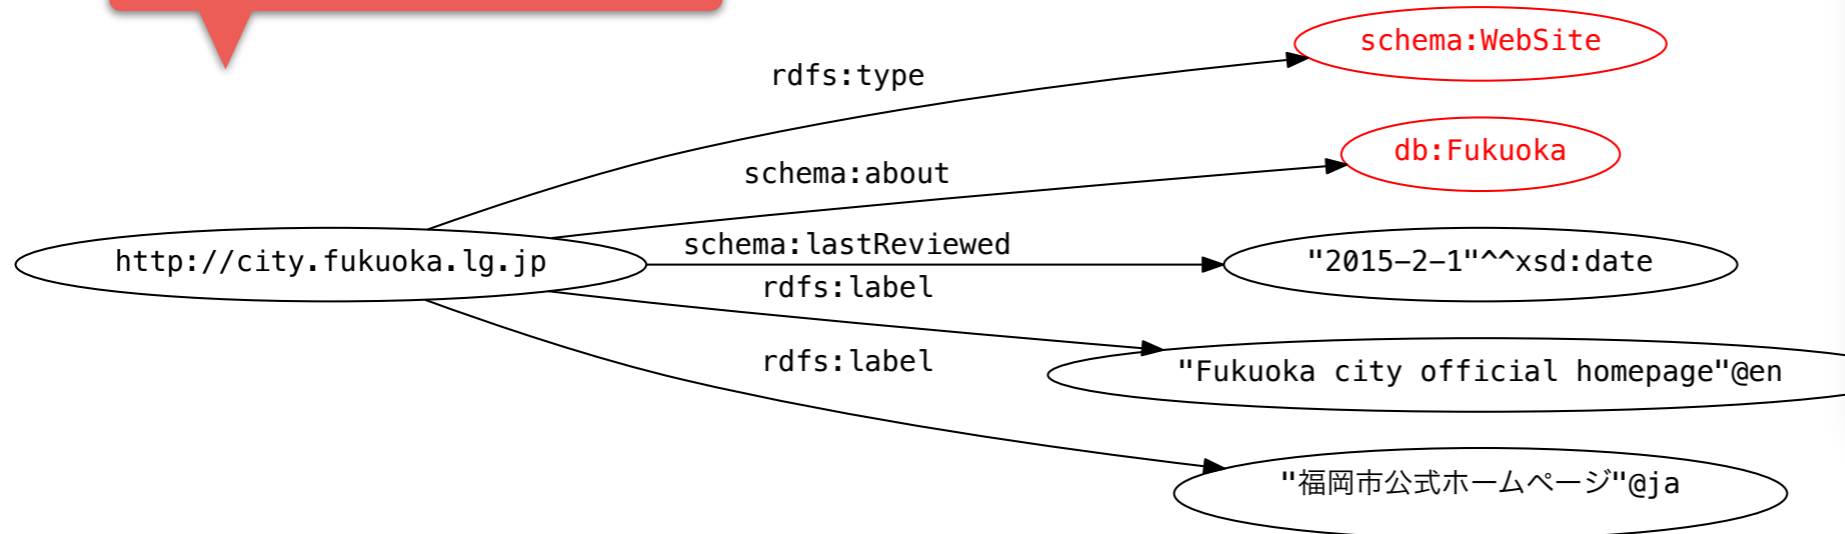 schema:WebSite
rdfs:type
db:Fukuoka
schema:about
schema:lastReviewed
http://city.fukuoka.lg.jp
"2015-2-1"^^xsd:date
rdfs:label
"Fukuoka city official homepage"@en
rdfs:label
"福岡市公式ホームページ"@ja